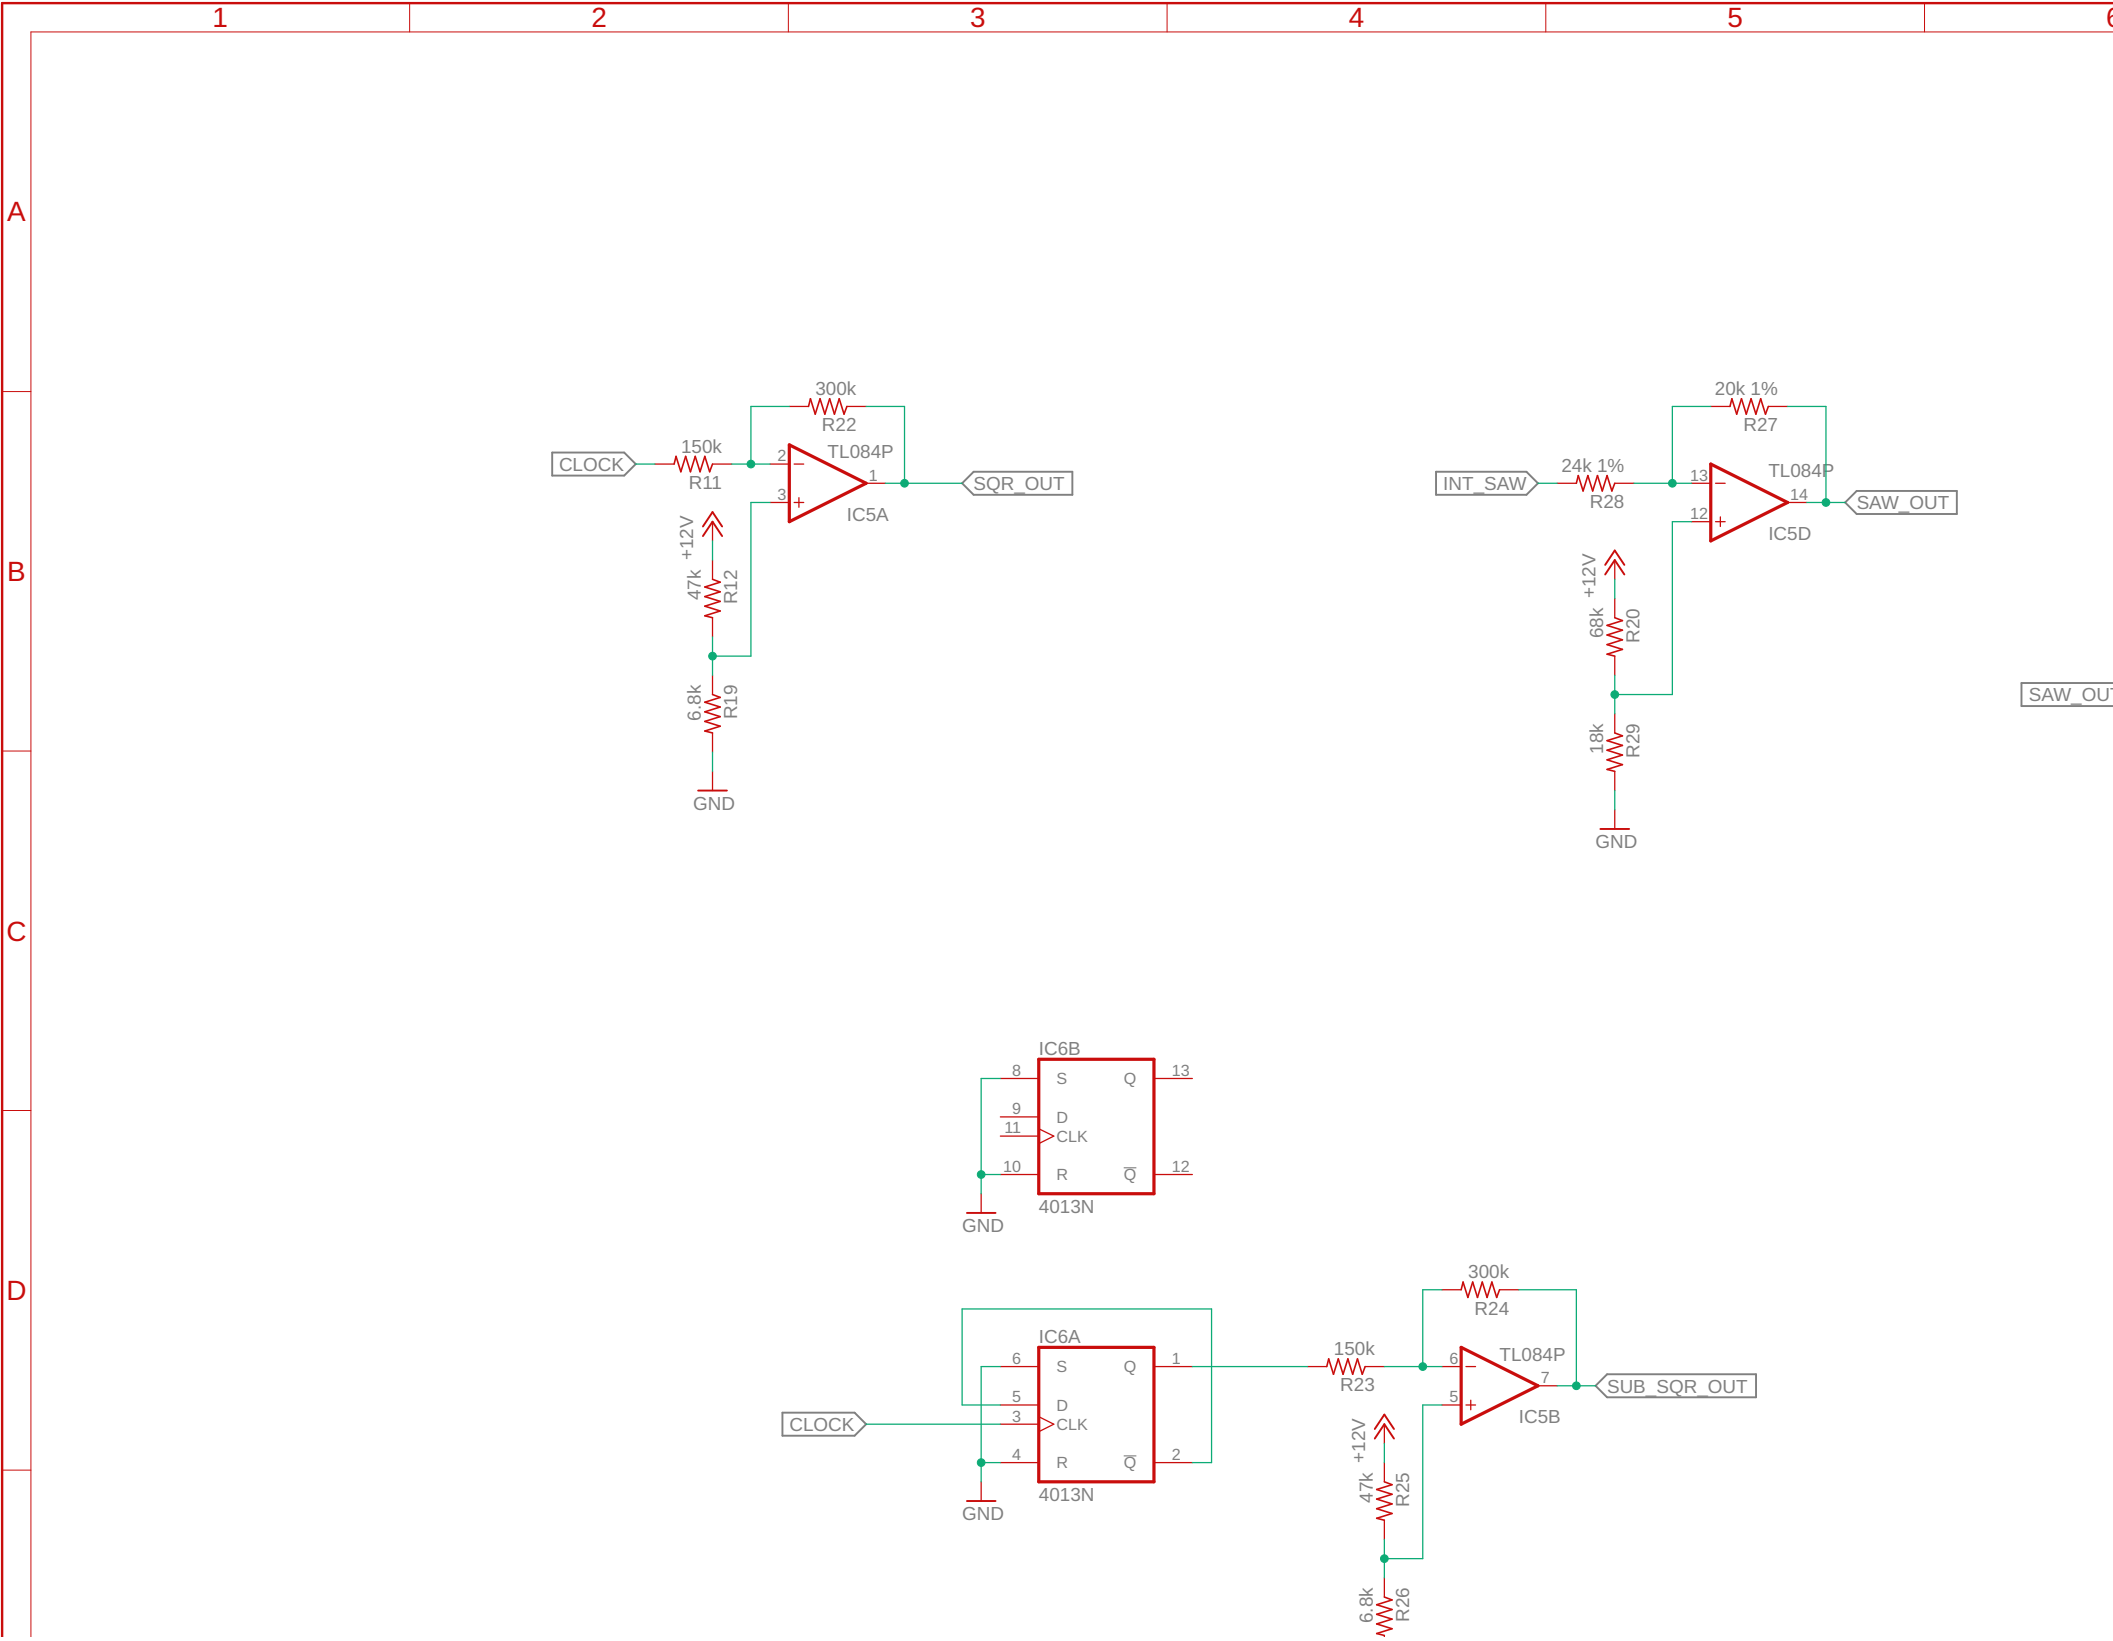 1
2
3
4
5
A
B
C
D
300k
R22
150k
R11
CLOCK
TL084P
2
3
1
IC5A
SQR_OUT
+12V
47k
R12
6.8k
R19
GND
20k 1%
R27
24k 1%
R28
INT_SAW
TL084P
13
12
14
IC5D
SAW_OUT
+12V
68k
R20
18k
R29
GND
IC6B
8
S
Q
13
9
D
11
CLK
10
R
Q
12
4013N
GND
IC6A
6
S
Q
1
5
D
3
CLK
4
R
Q
2
4013N
CLOCK
GND
300k
R24
150k
R23
TL084P
6
5
7
IC5B
SUB_SQR_OUT
+12V
47k
R25
6.8k
R26